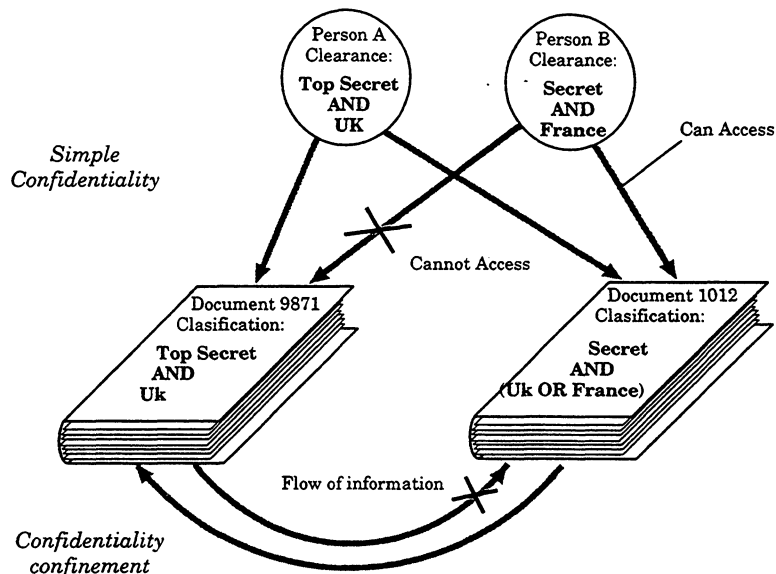 Person A
Clearance:
Top Secret
AND
UK
Person B
Clearance:
Secret
AND
France
Can Access
Simple
Confidentiality
Cannot Access
Document 9871
Clasification:
Top Secret
AND
Uk
Document 1012
Clasification:
Secret
AND
(Uk OR France)
Flow of information
Confidentiality
confinement